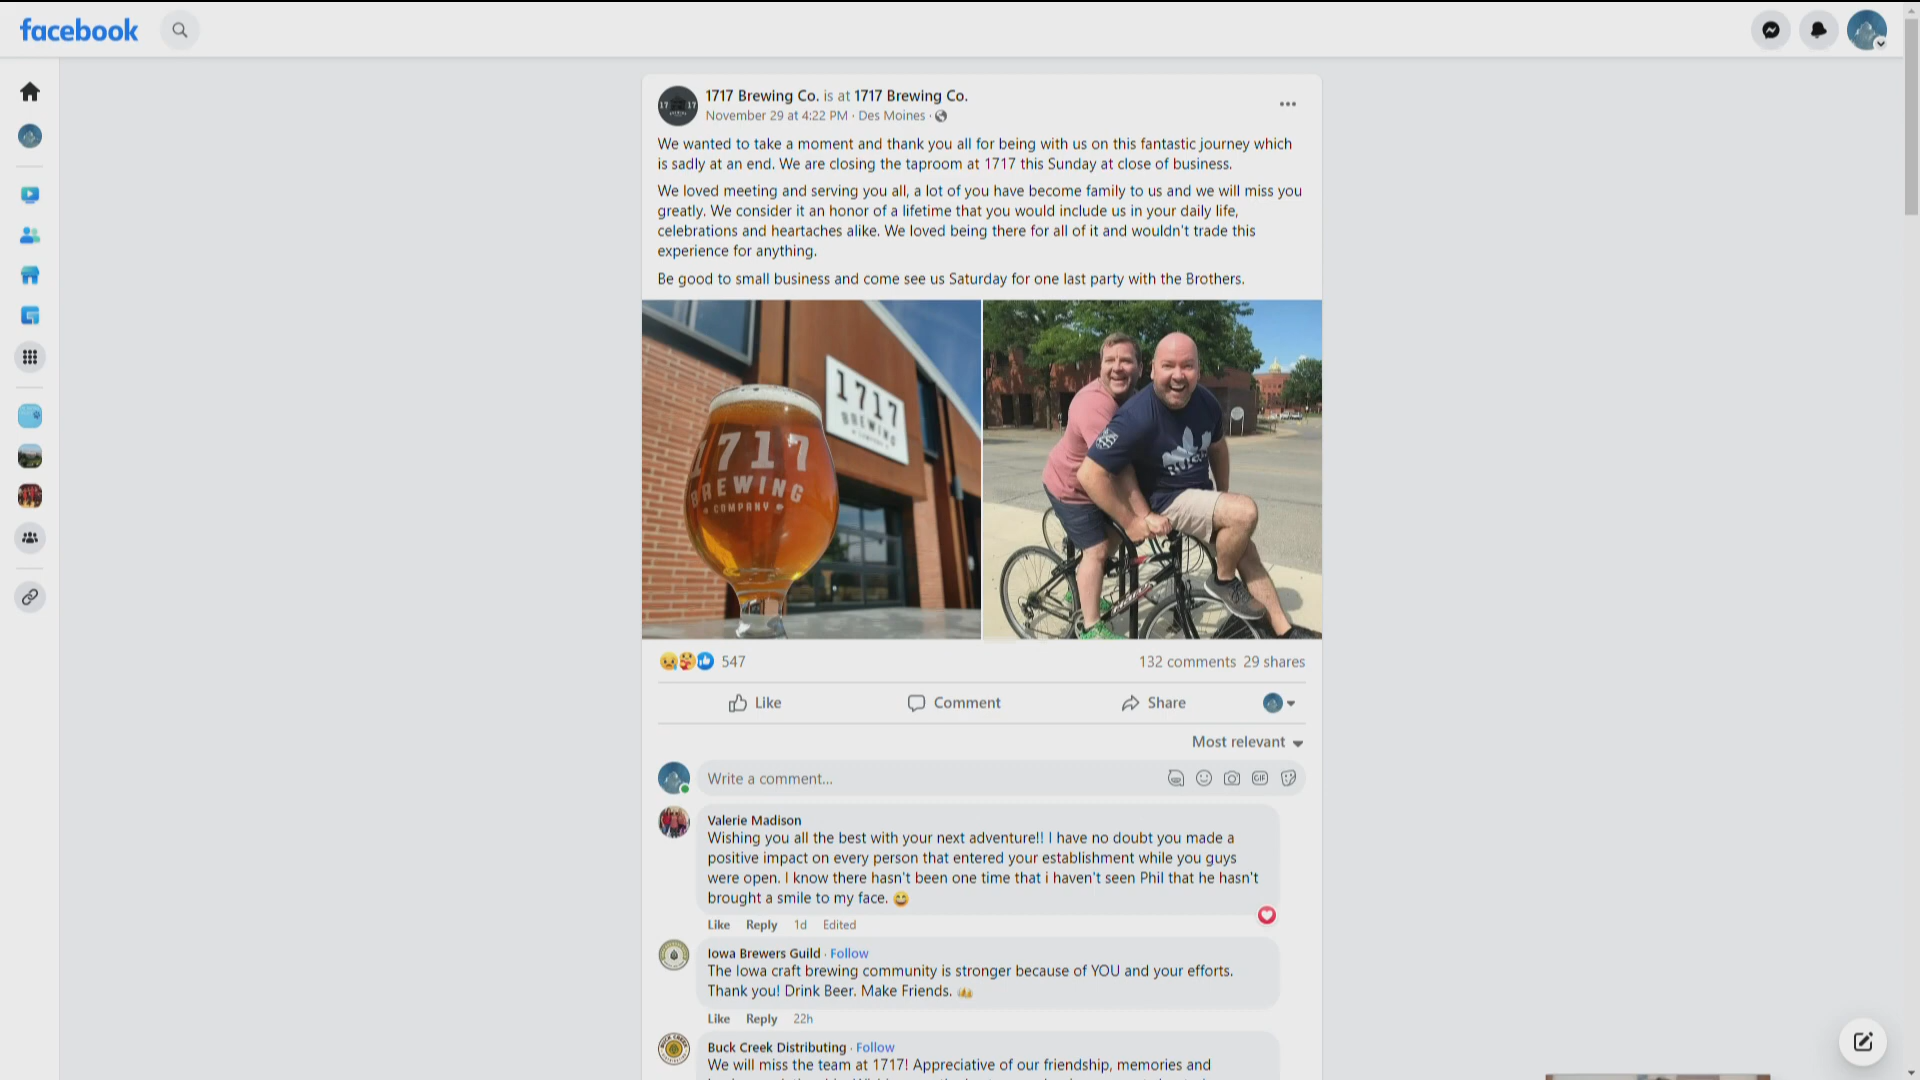 facebook
1717 Brewing Co. is at 1717 Brewing Co.
November 29 at 4:22 PM · Des Moines ·
We wanted to take a moment and thank you all for being with us on this fantastic journey which
is sadly at an end. We are closing the taproom at 1717 this Sunday at close of business.
We loved meeting and serving you all, a lot of you have become family to us and we will miss you
greatly. We consider it an honor of a lifetime that you would include us in your daily life,
celebrations and heartaches alike. We loved being there for all of it and wouldn't trade this
experience for anything.
Be good to small business and come see us Saturday for one last party with the Brothers.
1717
BREWING
COMPANY
1717
BREWING
COMPANY
547
132 comments 29 shares
Like
Comment
Share
Most relevant
Write a comment...
GIF
Valerie Madison
Wishing you all the best with your next adventure!! I have no doubt you made a
positive impact on every person that entered your establishment while you guys
were open. I know there hasn't been one time that i haven't seen Phil that he hasn't
brought a smile to my face. 😄
Like Reply 1d Edited
Iowa Brewers Guild · Follow
The Iowa craft brewing community is stronger because of YOU and your efforts.
Thank you! Drink Beer. Make Friends. 🍻
Like Reply 22h
Buck Creek Distributing · Follow
We will miss the team at 1717! Appreciative of our friendship, memories and